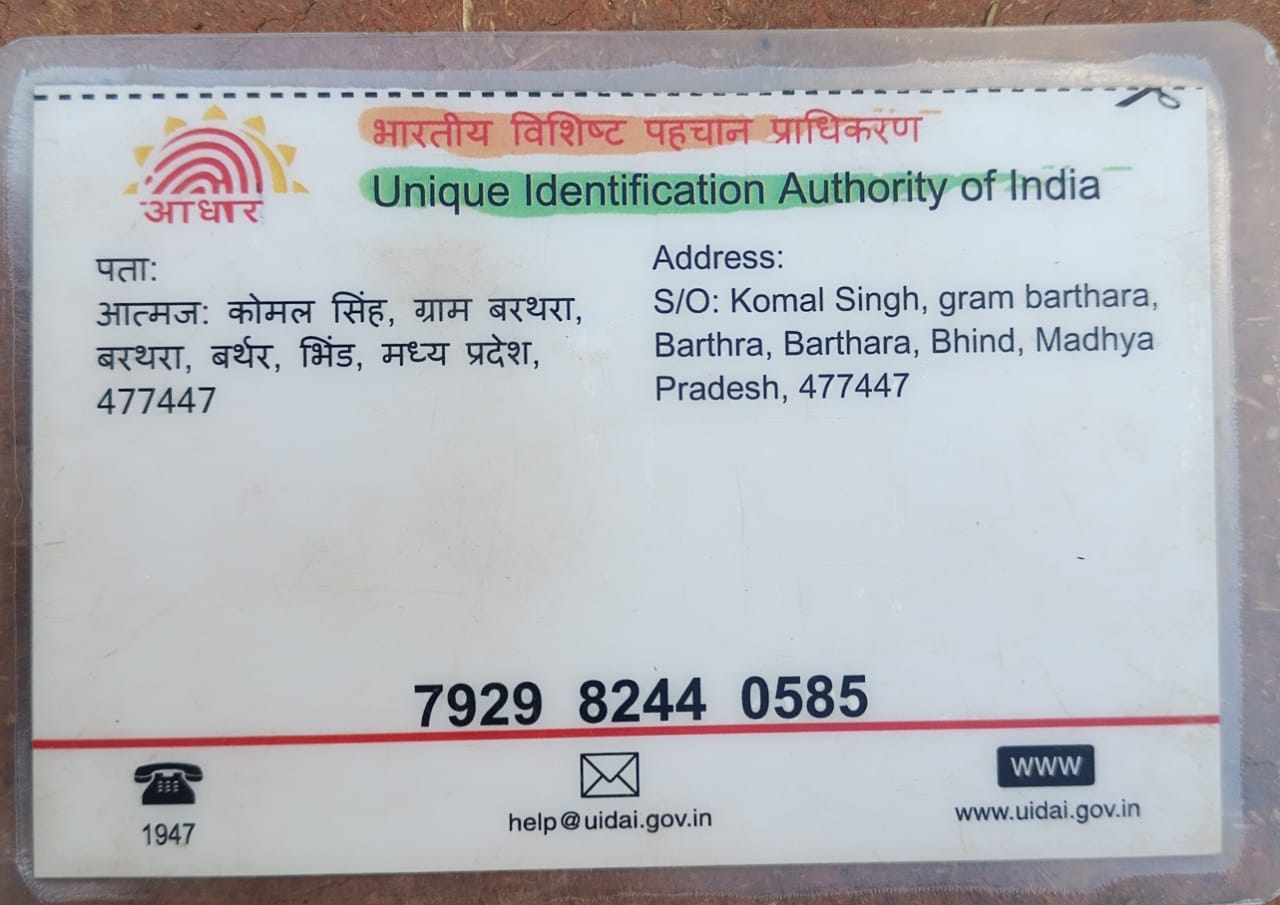 भारतीय विशिष्ट पहचान प्राधिकरण
Unique Identification Authority of India
आधार
पता:
आत्मज: कोमल सिंह, ग्राम बरथरा,
बरथरा, बर्थर, भिंड, मध्य प्रदेश,
477447
Address:
S/O: Komal Singh, gram barthara,
Barthra, Barthara, Bhind, Madhya
Pradesh, 477447
7929 8244 0585
1947
help@uidai.gov.in
www
www.uidai.gov.in